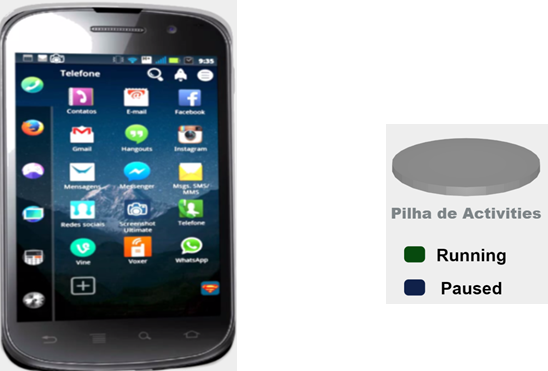 9:35
Telefone
Contatos E-mail Facebook
Gmail Hangouts Instagram
Mensagens Messenger Msgs. SMS/
MMS
Redes sociais Screenshot Telefone
Ultimate
Vine Voxer WhatsApp
Pilha de Activities
Running
Paused